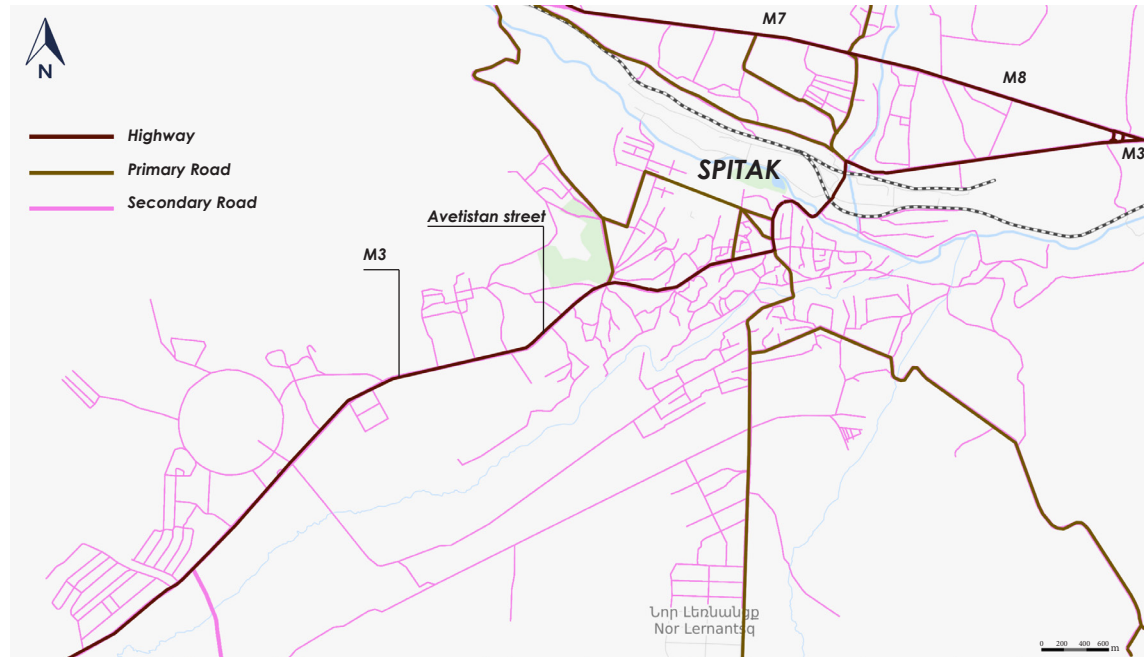 M7
M8
N
Highway
M3
Primary Road
SPITAK
Secondary Road
Avetistan street
M3
Նոր Լեռնանցք
Nor Lernantsq
0 200 400 600 m